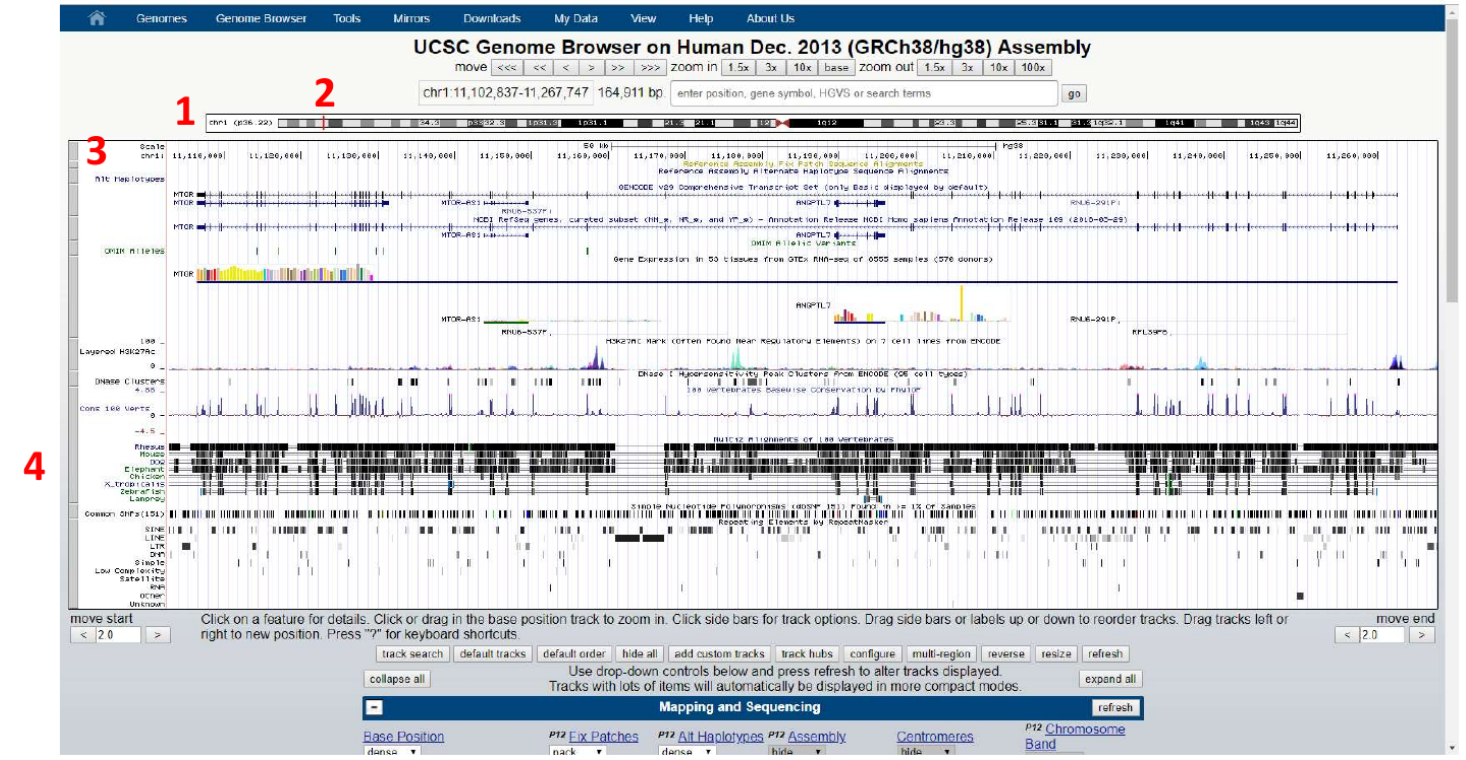 Genomes Genome Browser Tools Mirrors Downloads My Data View Help About Us
UCSC Genome Browser on Human Dec. 2013 (GRCh38/hg38) Assembly
move <<< << < > >> >>> zoom in 1.5x 3x 10x base zoom out 1.5x 3x 10x 100x
chr1:11,102,837-11,267,747 164,911 bp. enter position, gene symbol, HGVS or search terms go
1 2
chr1 (p36.22) 34.3 1p31.3 1p31.1 21.1 12 1q12 1q41 1q43 1q44
3
Scale 50 kb hg38
chr1: 11,110,000 11,120,000 11,130,000 11,140,000 11,150,000 11,160,000 11,170,000 11,180,000 11,190,000 11,200,000 11,210,000 11,220,000 11,230,000 11,240,000 11,250,000 11,260,000
Reference Assembly Fix Patch Sequence Alignments
Reference Assembly Alternate Haplotype Sequence Alignments
Alt Haplotypes
GENCODE v29 Comprehensive Transcript Set (only Basic displayed by default)
MTOR
MTOR MTOR-AS1 ANGPTL7 RNU6-291P
RNU6-537P
NCBI RefSeq genes, curated subset (NM_*, NR_*, and YP_*) - Annotation Release NCBI Homo sapiens Annotation Release 109 (2018-03-29)
MTOR
MTOR-AS1 ANGPTL7
OMIM Allelic Variants
OMIM Alleles
Gene Expression in 53 tissues from GTEx RNA-seq of 8555 samples (570 donors)
MTOR
ANGPTL7
MTOR-AS1 RNU6-291P
RNU6-537P RPL39P6
100 _ H3K27Ac Mark (Often Found Near Regulatory Elements) on 7 cell lines from ENCODE
Layered H3K27Ac
0 _
DNase I Hypersensitivity Peak Clusters from ENCODE (95 cell types)
DNase Clusters
4.88 _ 100 vertebrates Basewise Conservation by PhyloP
Cons 100 Verts
0 _
-4.5 _
Multiz Alignments of 100 Vertebrates
Rhesus
Mouse
Dog
4 Elephant
Chicken
X_tropicalis
Zebrafish
Lamprey
Simple Nucleotide Polymorphisms (dbSNP 151) Found in >= 1% of Samples
Common SNPs(151)
Repeating Elements by RepeatMasker
SINE
LINE
LTR
DNA
Simple
Low Complexity
Satellite
RNA
Other
Unknown
move start Click on a feature for details. Click or drag in the base position track to zoom in. Click side bars for track options. Drag side bars or labels up or down to reorder tracks. Drag tracks left or move end
< 2.0 > right to new position. Press "?" for keyboard shortcuts. < 2.0 >
track search default tracks default order hide all add custom tracks track hubs configure multi-region reverse resize refresh
collapse all Use drop-down controls below and press refresh to alter tracks displayed. expand all
Tracks with lots of items will automatically be displayed in more compact modes.
- Mapping and Sequencing refresh
Base Position P12 Fix Patches P12 Alt Haplotypes P12 Assembly Centromeres P12 Chromosome Band
dense pack dense hide hide